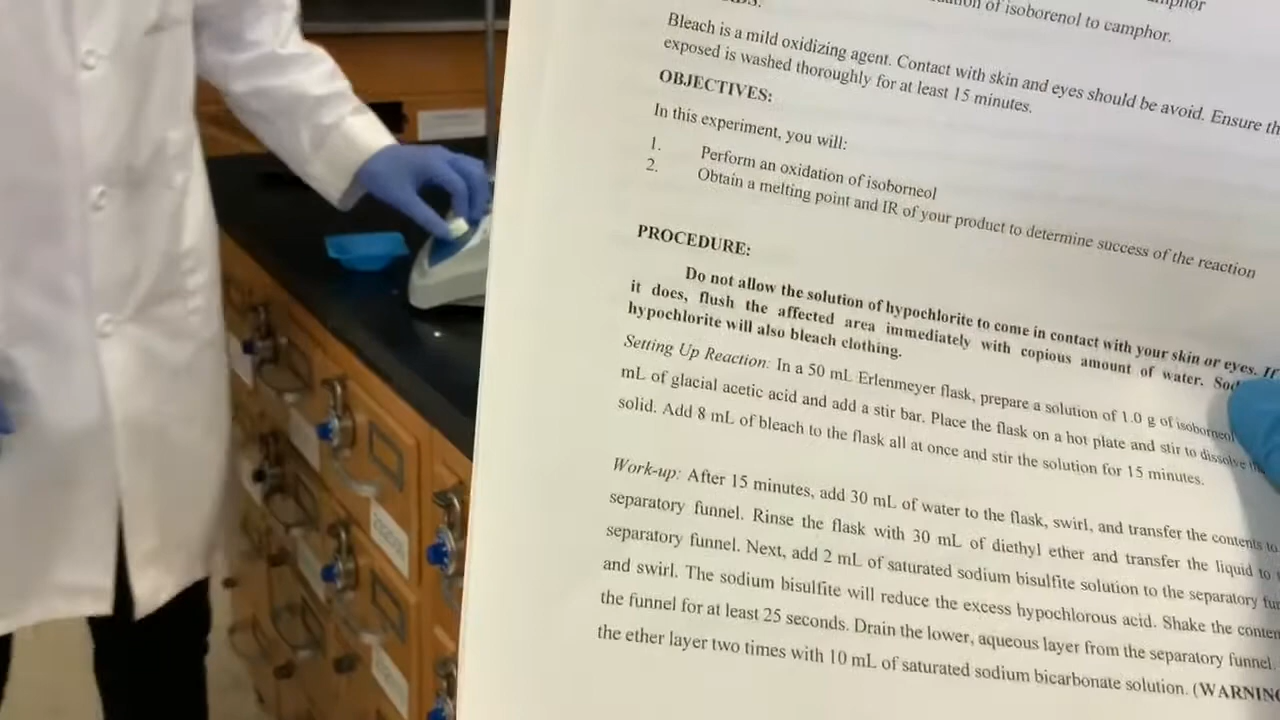 of isoborenol to camphor.
Bleach is a mild oxidizing agent. Contact with skin and eyes should be avoid. Ensure
exposed is washed thoroughly for at least 15 minutes.
OBJECTIVES:
In this experiment, you will:
1. Perform an oxidation of isoborneol
2. Obtain a melting point and IR of your product to determine success of the reaction
PROCEDURE:
Do not allow the solution of hypochlorite to come in contact with your skin or eyes. If
it does, flush the affected area immediately with copious amount of water.
hypochlorite will also bleach clothing.
Setting Up Reaction: In a 50 mL Erlenmeyer flask, prepare a solution of 1.0 g of isoborneol
mL of glacial acetic acid and add a stir bar. Place the flask on a hot plate and stir to dissolve
solid. Add 8 mL of bleach to the flask all at once and stir the solution for 15 minutes.
Work-up: After 15 minutes, add 30 mL of water to the flask, swirl, and transfer the contents to
separatory funnel. Rinse the flask with 30 mL of diethyl ether and transfer the liquid to
separatory funnel. Next, add 2 mL of saturated sodium bisulfite solution to the separatory
and swirl. The sodium bisulfite will reduce the excess hypochlorous acid. Shake the
the funnel for at least 25 seconds. Drain the lower, aqueous layer from the separatory funnel.
the ether layer two times with 10 mL of saturated sodium bicarbonate solution. (WARNING